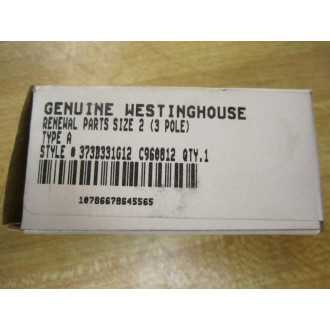 GENUINE WESTINGHOUSE
RENEWAL PARTS SIZE 2 (3 POLE)
TYPE A
STYLE # 373B331G12 C960812 QTY.1
10786678645565